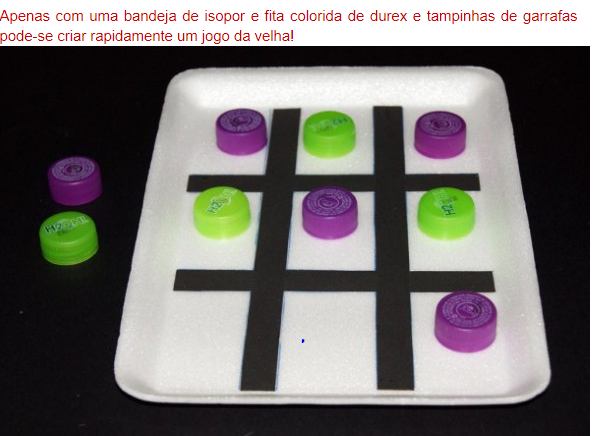 Apenas com uma bandeja de isopor e fita colorida de durex e tampinhas de garrafas
pode-se criar rapidamente um jogo da velha!